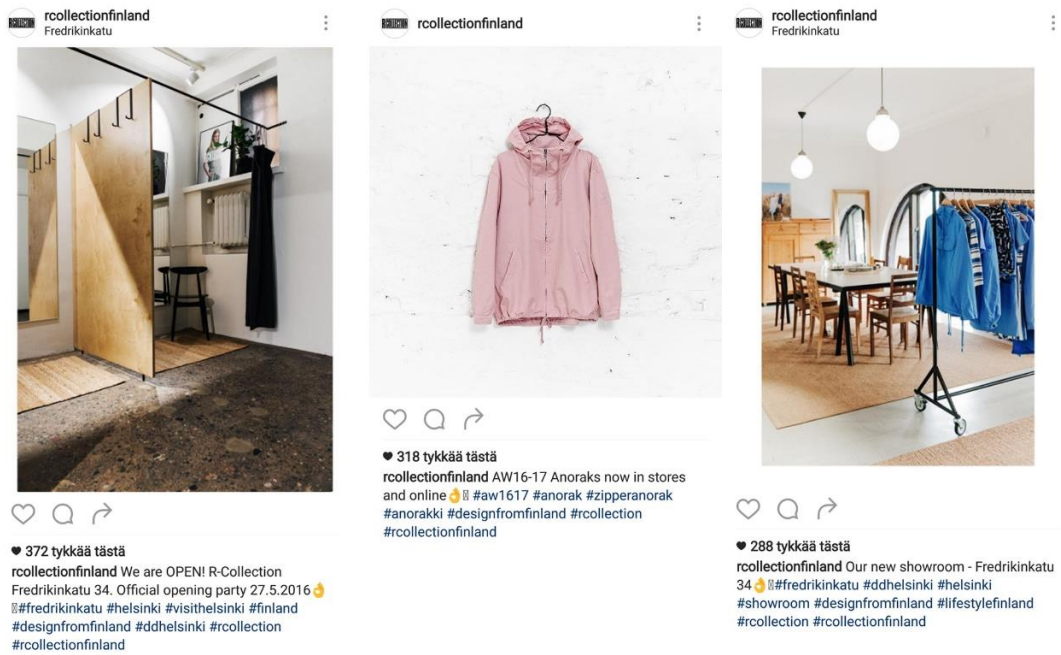 rcollectionfinland
Fredrikinkatu
372 tykkää tästä
rcollectionfinland We are OPEN! R-Collection
Fredrikinkatu 34. Official opening party 27.5.2016👌
#fredrikinkatu #helsinki #visithelsinki #finland
#designfromfinland #ddhelsinki #rcollection
#rcollectionfinland
rcollectionfinland
318 tykkää tästä
rcollectionfinland AW16-17 Anoraks now in stores
and online👌 #aw1617 #anorak #zipperanorak
#anorakki #designfromfinland #rcollection
#rcollectionfinland
rcollectionfinland
Fredrikinkatu
288 tykkää tästä
rcollectionfinland Our new showroom - Fredrikinkatu
34👌#fredrikinkatu #ddhelsinki #helsinki
#showroom #designfromfinland #lifestylefinland
#rcollection #rcollectionfinland